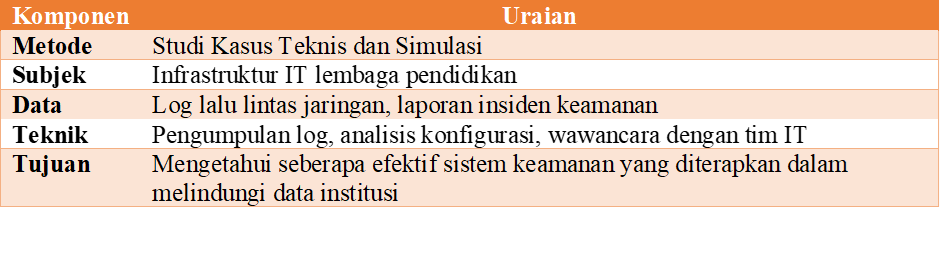 Komponen Uraian
Metode Studi Kasus Teknis dan Simulasi
Subjek Infrastruktur IT lembaga pendidikan
Data Log lalu lintas jaringan, laporan insiden keamanan
Teknik Pengumpulan log, analisis konfigurasi, wawancara dengan tim IT
Tujuan Mengetahui seberapa efektif sistem keamanan yang diterapkan dalam
melindungi data institusi